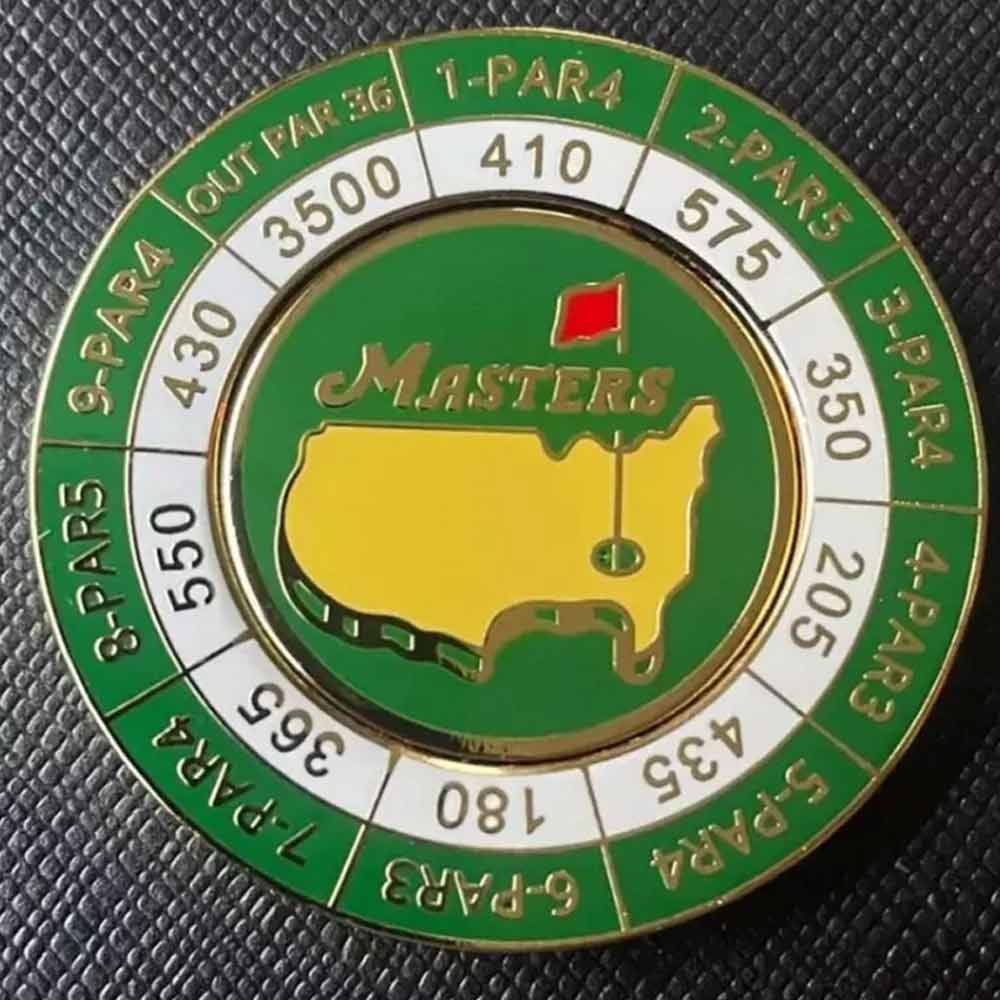 MASTERS
1-PAR4
410
2-PAR5
575
3-PAR4
350
4-PAR3
205
5-PAR4
435
6-PAR3
180
7-PAR4
365
8-PAR5
550
9-PAR4
430
OUT PAR 36
3500